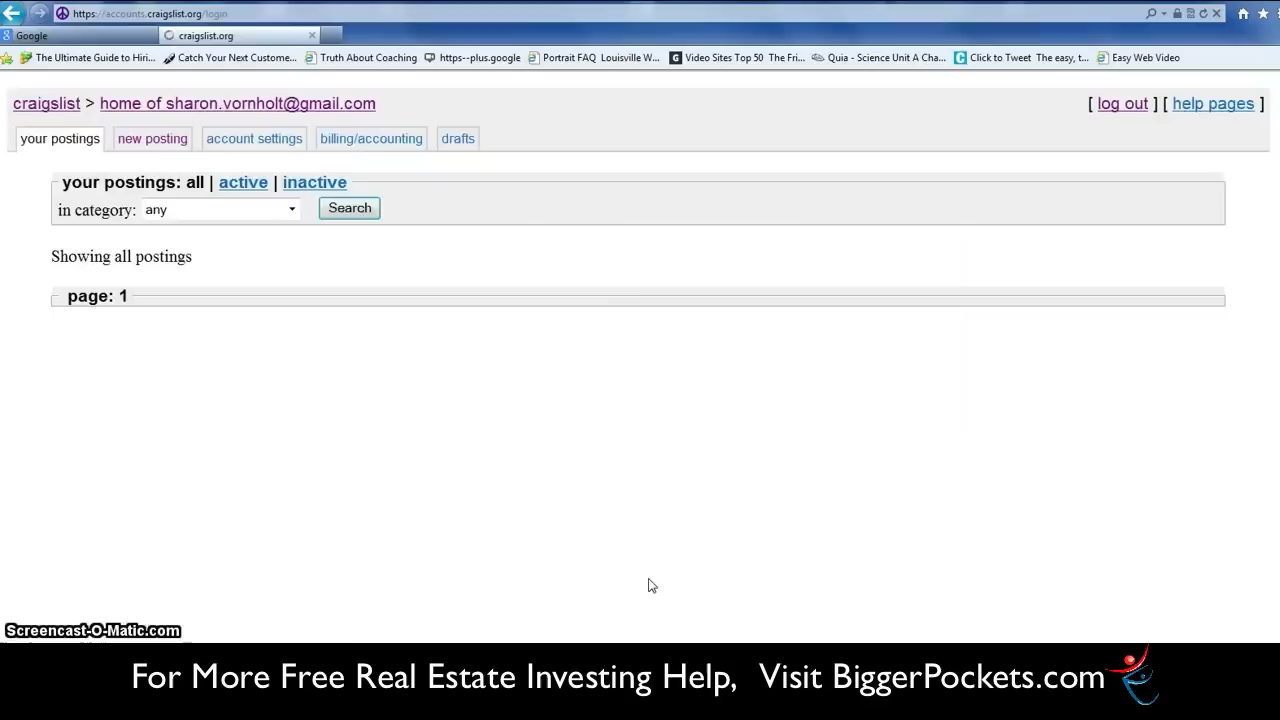 https://accounts.craigslist.org/login
Google
craigslist.org
The Ultimate Guide to Hiri... Catch Your Next Custome... Truth About Coaching https--plus.google Portrait FAQ Louisville W... Video Sites Top 50 The Fri... Quia - Science Unit A Cha... Click to Tweet The easy, t... Easy Web Video
craigslist > home of sharon.vornholt@gmail.com [ log out ] [ help pages ]
your postings new posting account settings billing/accounting drafts
your postings: all | active | inactive
in category: any Search
Showing all postings
page: 1
Screencast-O-Matic.com
For More Free Real Estate Investing Help, Visit BiggerPockets.com